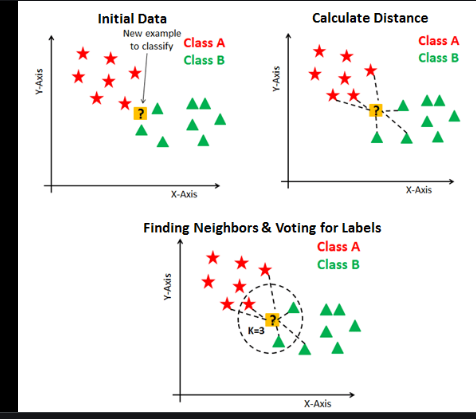 Initial Data
New example
to classify
Class A
Class B
Y-Axis
?
X-Axis
Calculate Distance
Class A
Class B
Y-Axis
?
X-Axis
Finding Neighbors & Voting for Labels
Class A
Class B
Y-Axis
?
K=3
X-Axis